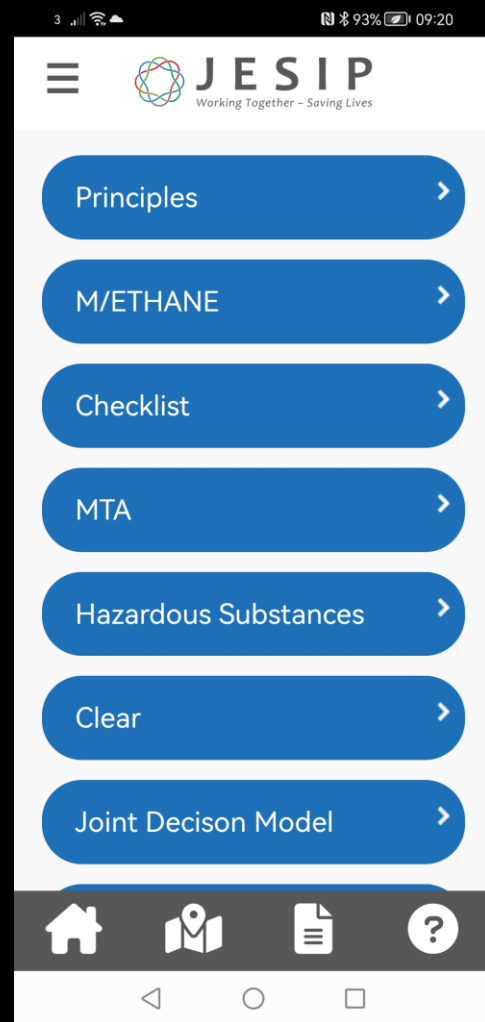 3 93% 09:20
JESIP
Working Together – Saving Lives
Principles
M/ETHANE
Checklist
MTA
Hazardous Substances
Clear
Joint Decison Model
?